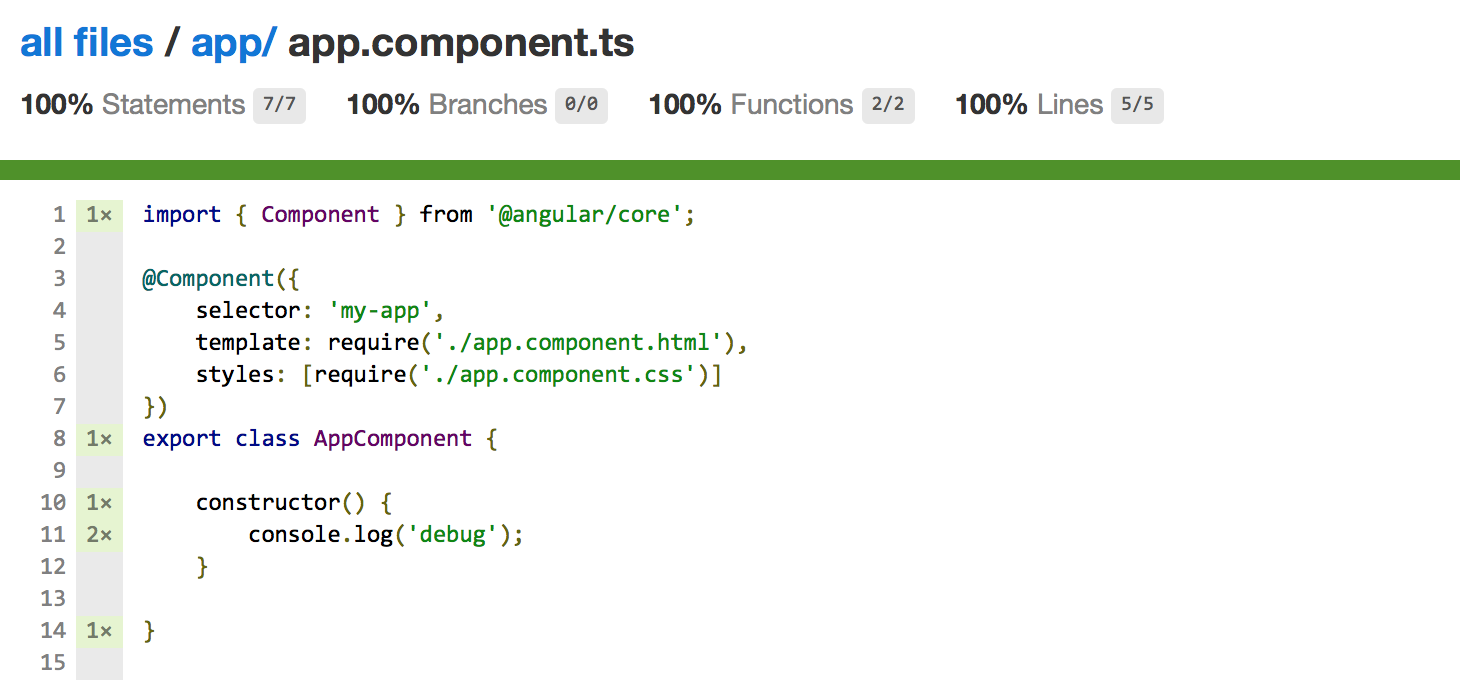 all files / app/ app.component.ts
100% Statements 7/7 100% Branches 0/0 100% Functions 2/2 100% Lines 5/5
1 1× import { Component } from '@angular/core';
2
3 @Component({
4 selector: 'my-app',
5 template: require('./app.component.html'),
6 styles: [require('./app.component.css')]
7 })
8 1× export class AppComponent {
9
10 1× constructor() {
11 2× console.log('debug');
12 }
13
14 1× }
15